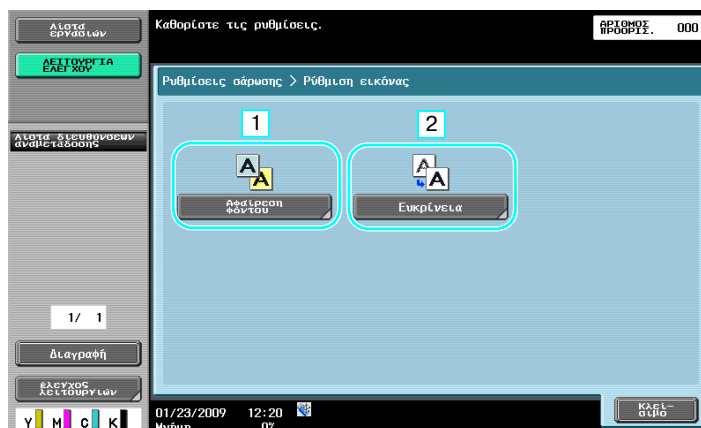 Λίστα
εργασιών
Καθορίστε τις ρυθμίσεις.
ΑΡΙΘΜΟΣ
ΠΡΟΟΡΙΣ.
000
ΛΕΙΤΟΥΡΓΙΑ
ΕΛΕΓΧΟΥ
Ρυθμίσεις σάρωσης > Ρύθμιση εικόνας
Λίστα διευθύνσεων
αναμετάδοσης
1
2
Αφαίρεση
φόντου
Ευκρίνεια
1/ 1
Διαγραφή
έλεγχος
λειτουργιών
Y M C K
01/23/2009 12:20
Μνήμη 0%
Κλεί-
σιμο